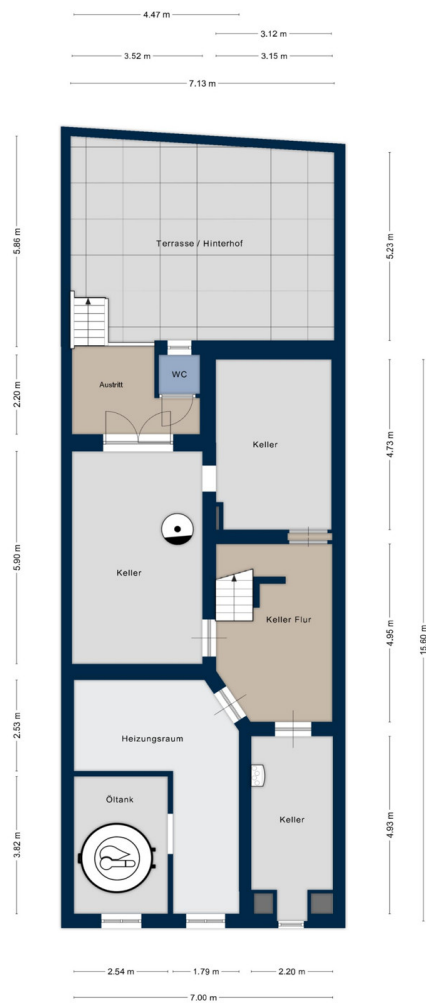 4.47 m
3.12 m
3.52 m
3.15 m
7.13 m
5.86 m
5.23 m
Terrasse / Hinterhof
2.20 m
Austritt
WC
4.73 m
Keller
5.90 m
Keller
4.95 m
Keller Flur
15.60 m
2.53 m
Heizungsraum
4.93 m
3.82 m
Öltank
Keller
2.54 m
1.79 m
2.20 m
7.00 m